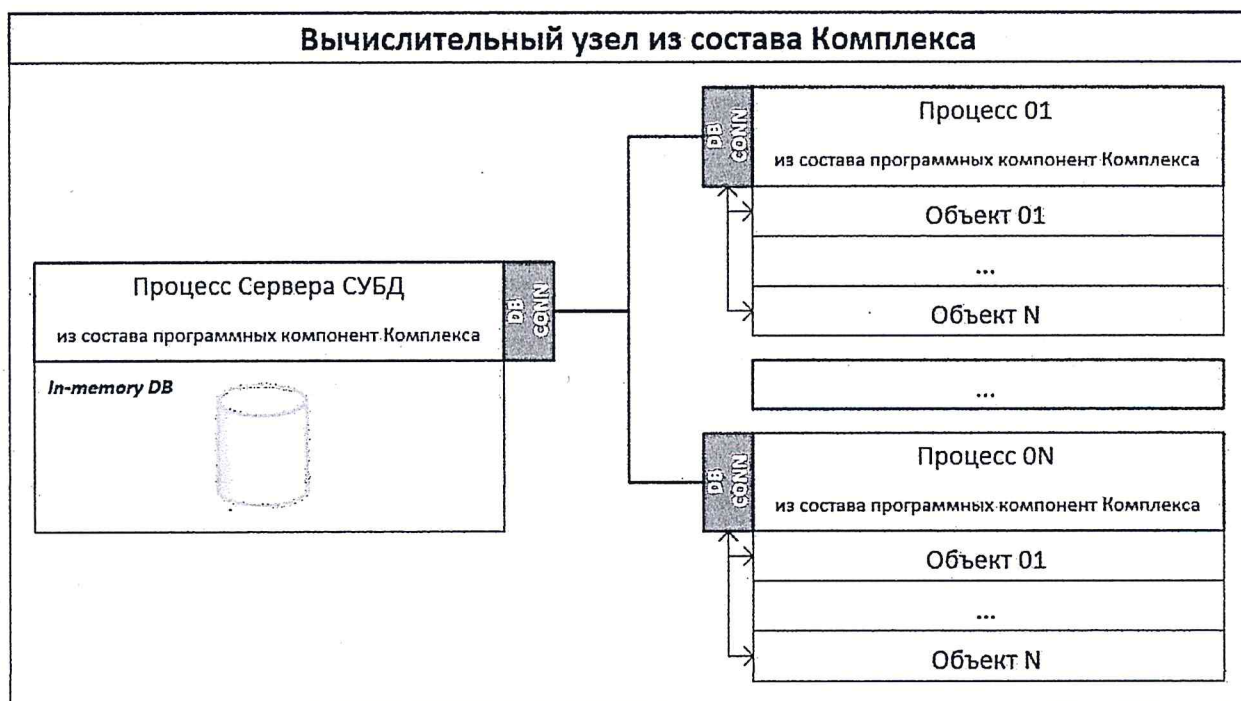 Вычислительный узел из состава Комплекса
DB
CONN
Процесс 01
из состава программных компонент Комплекса
Объект 01
...
Объект N
Процесс Сервера СУБД
из состава программных компонент Комплекса
DB
CONN
In-memory DB
...
DB
CONN
Процесс 0N
из состава программных компонент Комплекса
Объект 01
...
Объект N